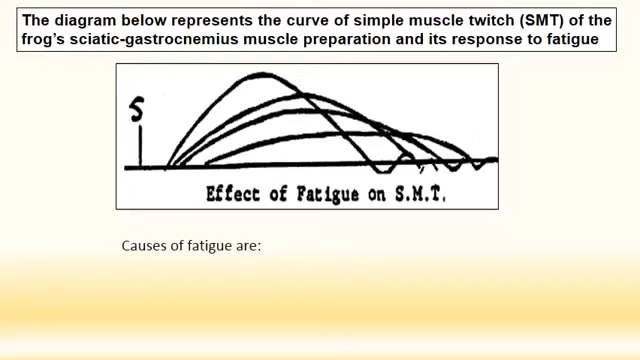 The diagram below represents the curve of simple muscle twitch (SMT) of the
frog's sciatic-gastrocnemius muscle preparation and its response to fatigue
S
Effect of Fatigue on S.M.T.
Causes of fatigue are: